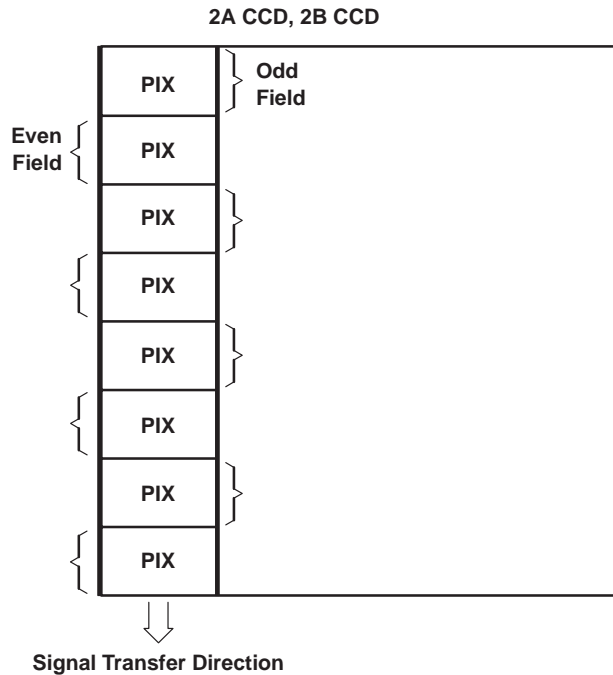 2A CCD, 2B CCD
PIX
Odd
Field
Even
Field
PIX
PIX
PIX
PIX
PIX
PIX
PIX
Signal Transfer Direction